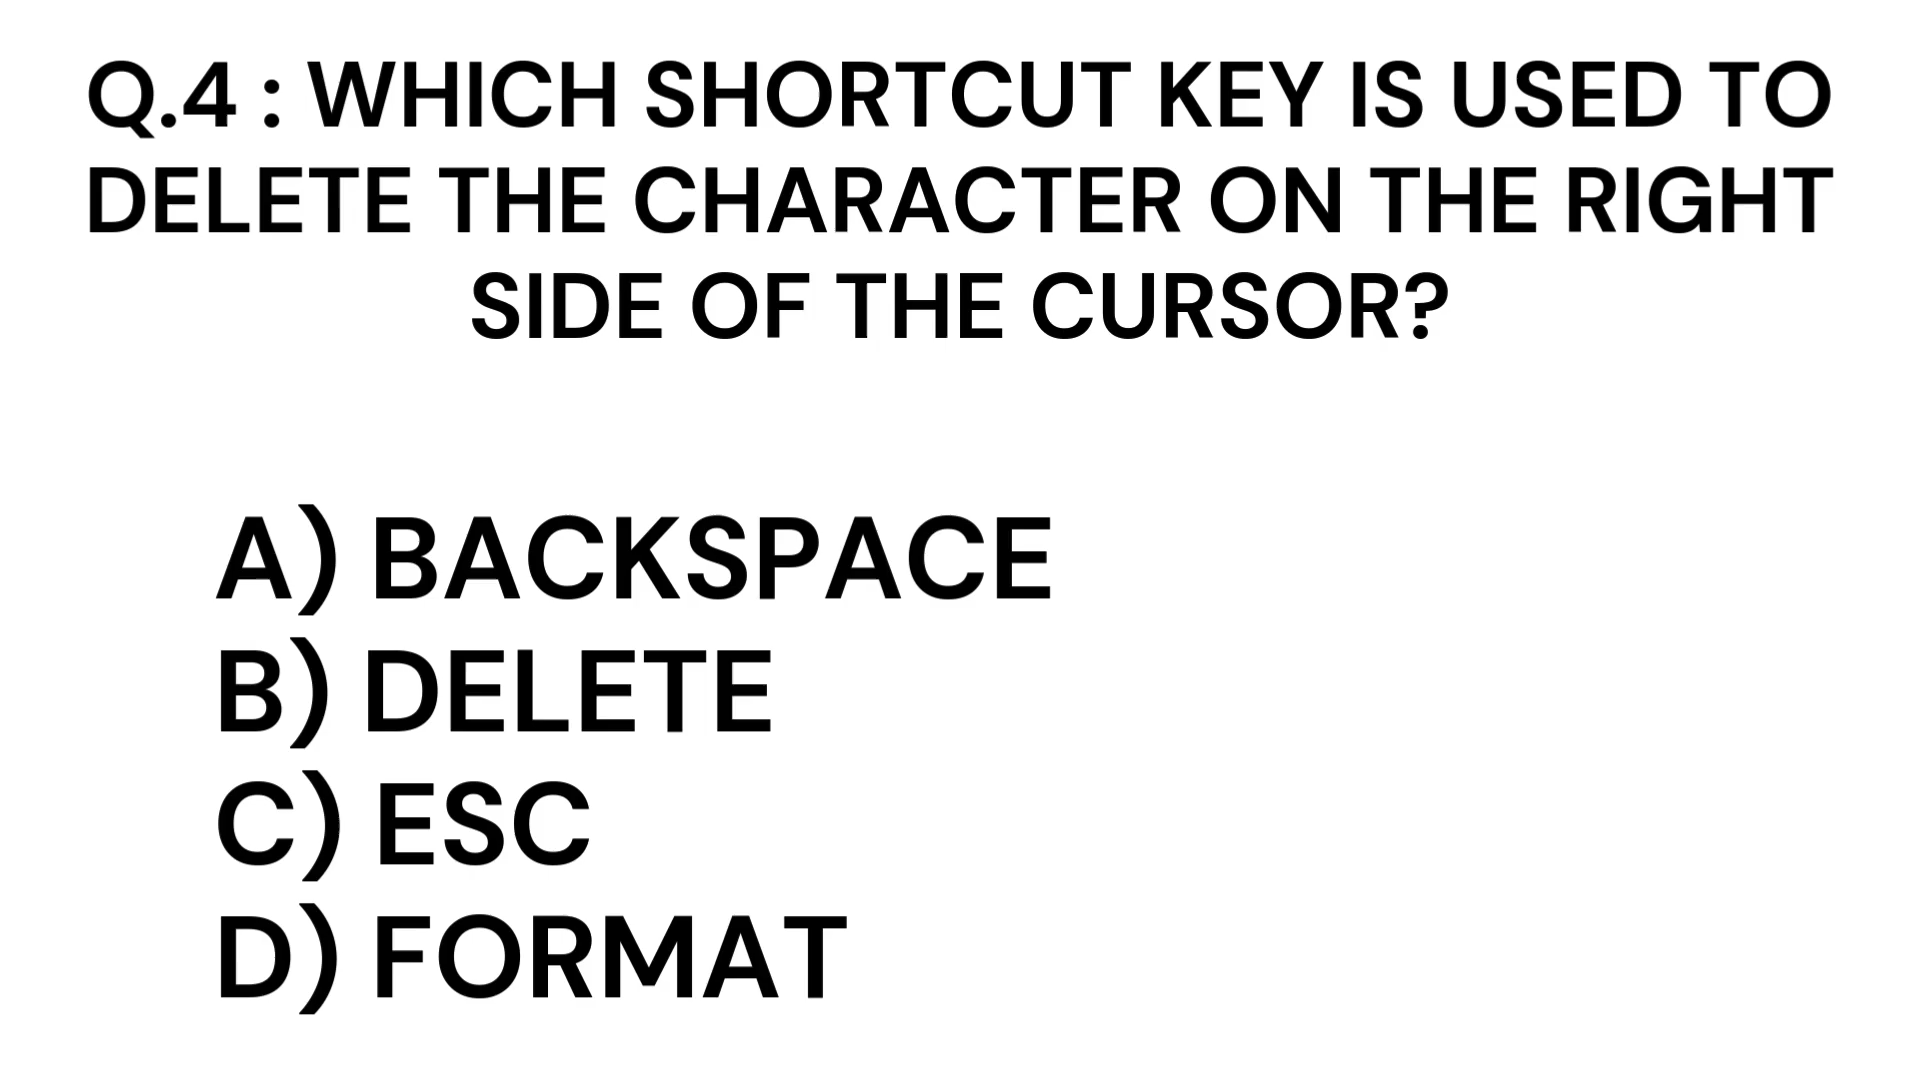 Q.4 : WHICH SHORTCUT KEY IS USED TO
DELETE THE CHARACTER ON THE RIGHT
SIDE OF THE CURSOR?
A) BACKSPACE
B) DELETE
C) ESC
D) FORMAT